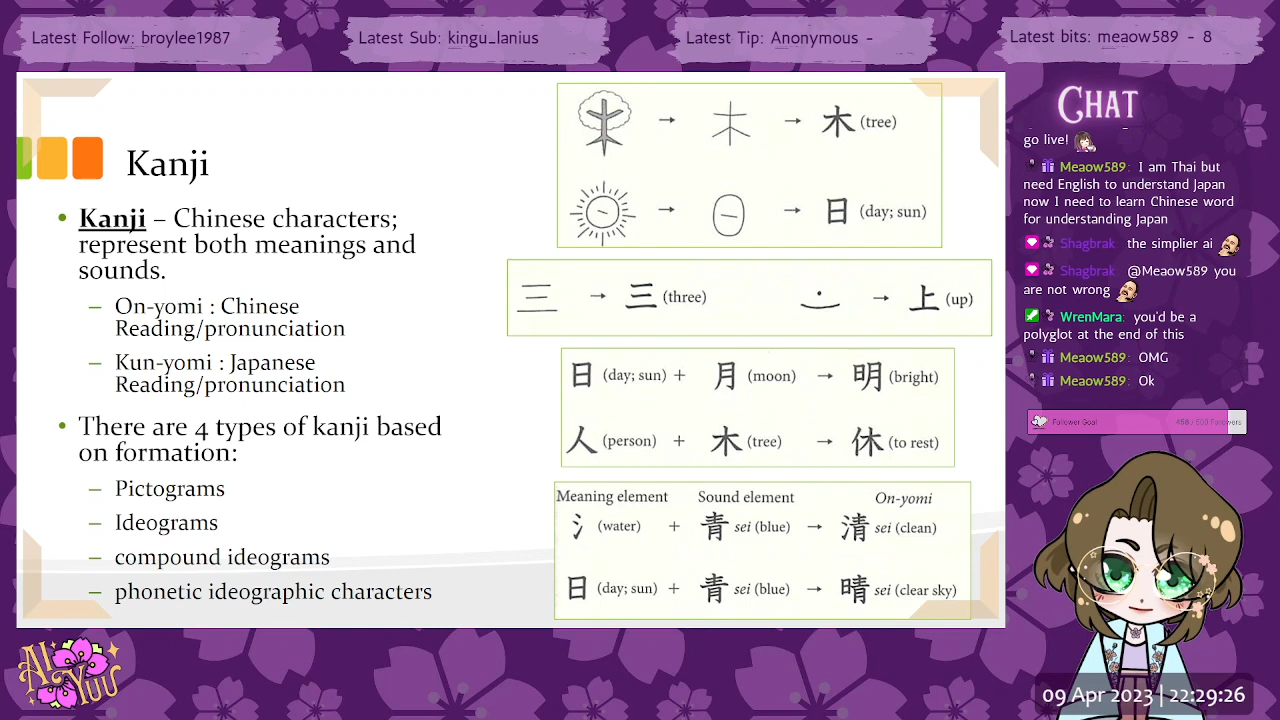 Latest Follow: broylee1987
Latest Sub: kingu_lanius
Latest Tip: Anonymous -
Latest bits: meaow589 - 8
Kanji
• Kanji – Chinese characters;
represent both meanings and
sounds.
– On-yomi : Chinese
Reading/pronunciation
– Kun-yomi : Japanese
Reading/pronunciation
• There are 4 types of kanji based
on formation:
– Pictograms
– Ideograms
– compound ideograms
– phonetic ideographic characters
→ → 木 (tree)
→ → 日 (day; sun)
三 → 三 (three)
→ 上 (up)
日 (day; sun) + 月 (moon) → 明 (bright)
人 (person) + 木 (tree) → 休 (to rest)
Meaning element Sound element On-yomi
氵 (water) + 青 sei (blue) → 清 sei (clean)
日 (day; sun) + 青 sei (blue) → 晴 sei (clear sky)
CHAT
go live!
Meaow589: I am Thai but
need English to understand Japan
now I need to learn Chinese word
for understanding Japan
Shagbrak the simplier ai
Shagbrak @Meaow589 you
are not wrong
WrenMara: you'd be a
polyglot at the end of this
Meaow589: OMG
Meaow589: Ok
Follower Goal
AI YUU
09 Apr 2023 | 22:29:26